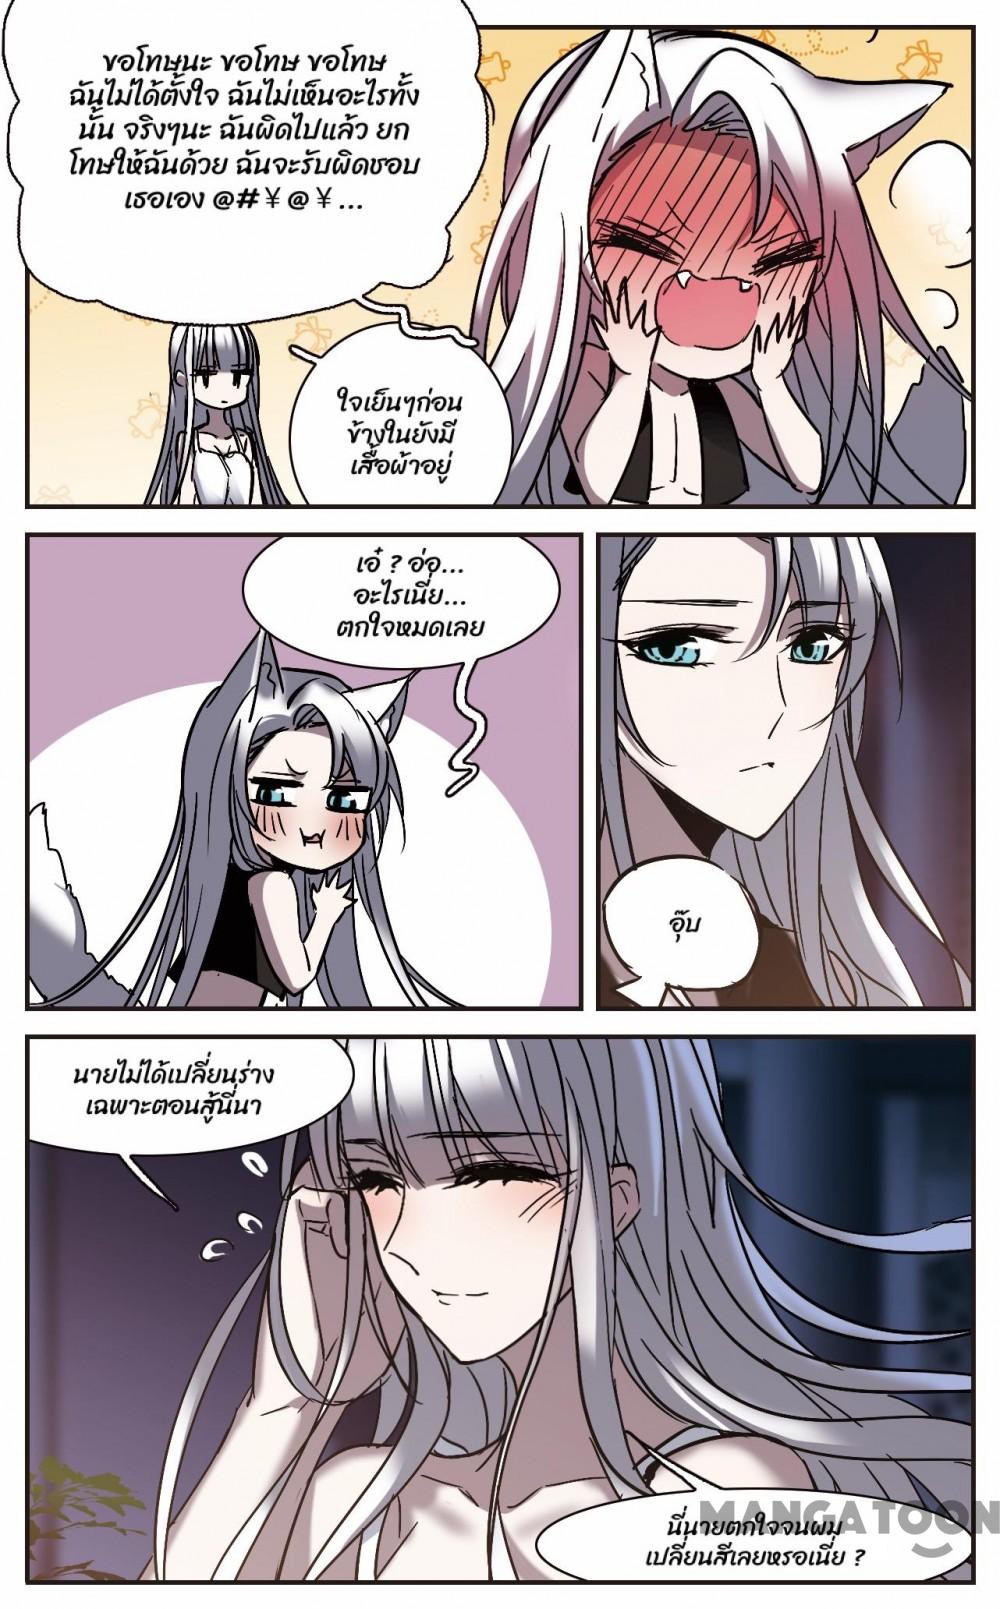 ขอโทษนะ ขอโทษ ขอโทษ
ฉันไม่ได้ตั้งใจ ฉันไม่เห็นอะไรทั้ง
นั้น จริงๆนะ ฉันผิดไปแล้ว ยก
โทษให้ฉันด้วย ฉันจะรับผิดชอบ
เธอเอง @#¥@¥...
ใจเย็นๆก่อน
ข้างในยังมี
เสื้อผ้าอยู่
เอ๋? อ่อ...
อะไรเนี่ย...
ตกใจหมดเลย
อุ๊บ
นายไม่ได้เปลี่ยนร่าง
เฉพาะตอนสู้นี่นา
MANGATOON
นี่นายตกใจจนผม
เปลี่ยนสีเลยหรอเนี่ย ?